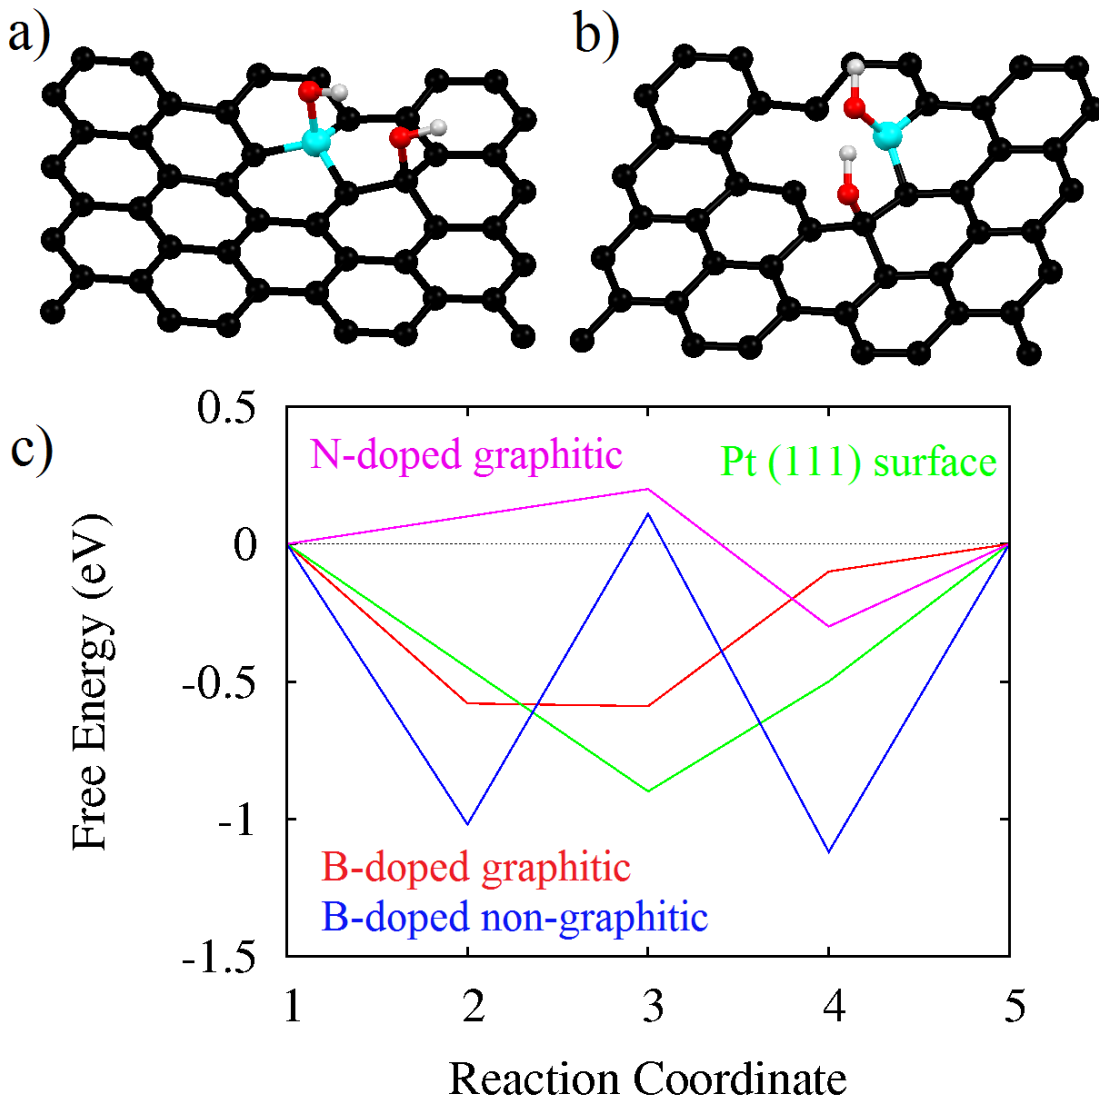 a)
b)
c)
0.5
0
-0.5
-1
-1.5
Free Energy (eV)
N-doped graphitic
Pt (111) surface
B-doped graphitic
B-doped non-graphitic
1 2 3 4 5
Reaction Coordinate